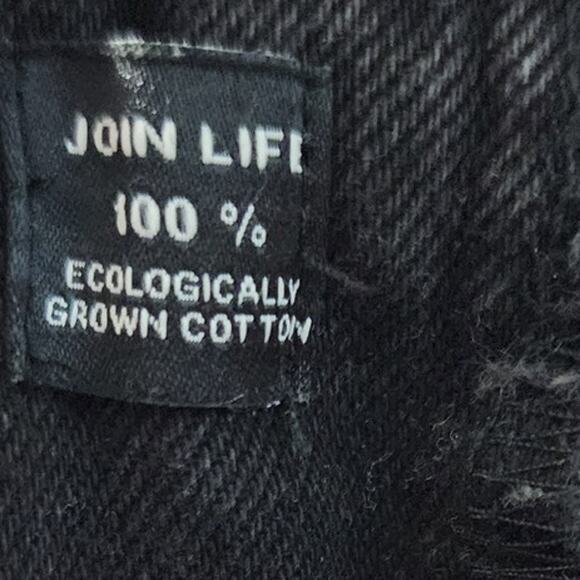 JOIN LIFE
100 %
ECOLOGICALLY
GROWN COTTON